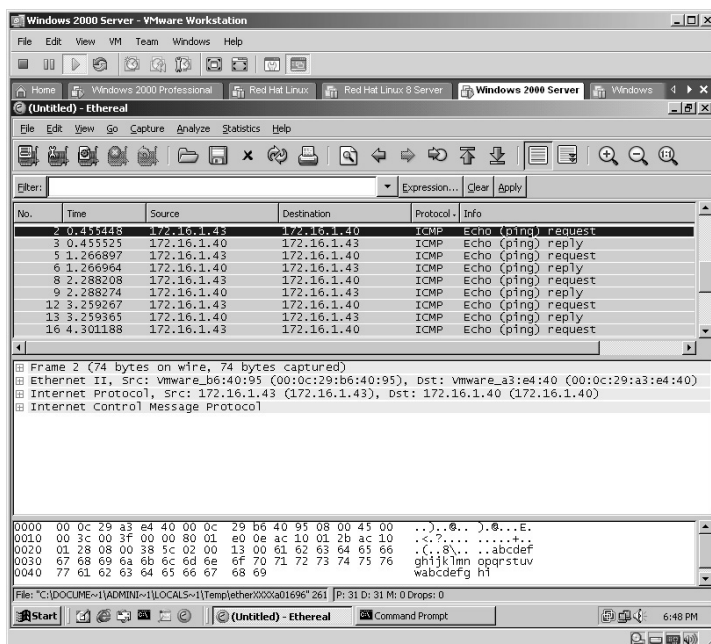 Windows 2000 Server - VMware Workstation
File Edit View VM Team Windows Help
Home Windows 2000 Professional Red Hat Linux Red Hat Linux 8 Server Windows 2000 Server Windows
(Untitled) - Ethereal
File Edit View Go Capture Analyze Statistics Help
Filter: Expression... Clear Apply
No. Time Source Destination Protocol Info
2 0.455448 172.16.1.43 172.16.1.40 ICMP Echo (ping) request
3 0.455525 172.16.1.40 172.16.1.43 ICMP Echo (ping) reply
5 1.266897 172.16.1.43 172.16.1.40 ICMP Echo (ping) request
6 1.266964 172.16.1.40 172.16.1.43 ICMP Echo (ping) reply
8 2.288208 172.16.1.43 172.16.1.40 ICMP Echo (ping) request
9 2.288274 172.16.1.40 172.16.1.43 ICMP Echo (ping) reply
12 3.259267 172.16.1.43 172.16.1.40 ICMP Echo (ping) request
13 3.259365 172.16.1.40 172.16.1.43 ICMP Echo (ping) reply
16 4.301188 172.16.1.43 172.16.1.40 ICMP Echo (ping) request
Frame 2 (74 bytes on wire, 74 bytes captured)
Ethernet II, Src: Vmware_b6:40:95 (00:0c:29:b6:40:95), Dst: Vmware_a3:e4:40 (00:0c:29:a3:e4:40)
Internet Protocol, Src: 172.16.1.43 (172.16.1.43), Dst: 172.16.1.40 (172.16.1.40)
Internet Control Message Protocol
0000 00 0c 29 a3 e4 40 00 0c 29 b6 40 95 08 00 45 00 ..)..@.. ).@...E.
0010 00 3c 00 3f 00 00 80 01 e0 0e ac 10 01 2b ac 10 .<.?.... .....+..
0020 01 28 08 00 38 5c 02 00 13 00 61 62 63 64 65 66 .(..8\.. ..abcdef
0030 67 68 69 6a 6b 6c 6d 6e 6f 70 71 72 73 74 75 76 ghijklmn opqrstuv
0040 77 61 62 63 64 65 66 67 68 69 wabcdefg hi
File: "C:\DOCUME~1\ADMINI~1\LOCALS~1\Temp\etherXXXXa01696" 261 P: 31 D: 31 M: 0 Drops: 0
Start (Untitled) - Ethereal Command Prompt 6:48 PM